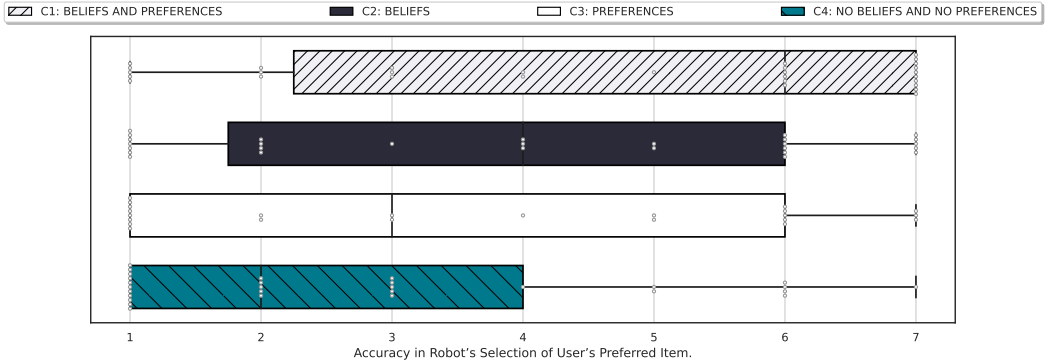 C1: BELIEFS AND PREFERENCES C2: BELIEFS C3: PREFERENCES C4: NO BELIEFS AND NO PREFERENCES
1 2 3 4 5 6 7
Accuracy in Robot’s Selection of User’s Preferred Item.